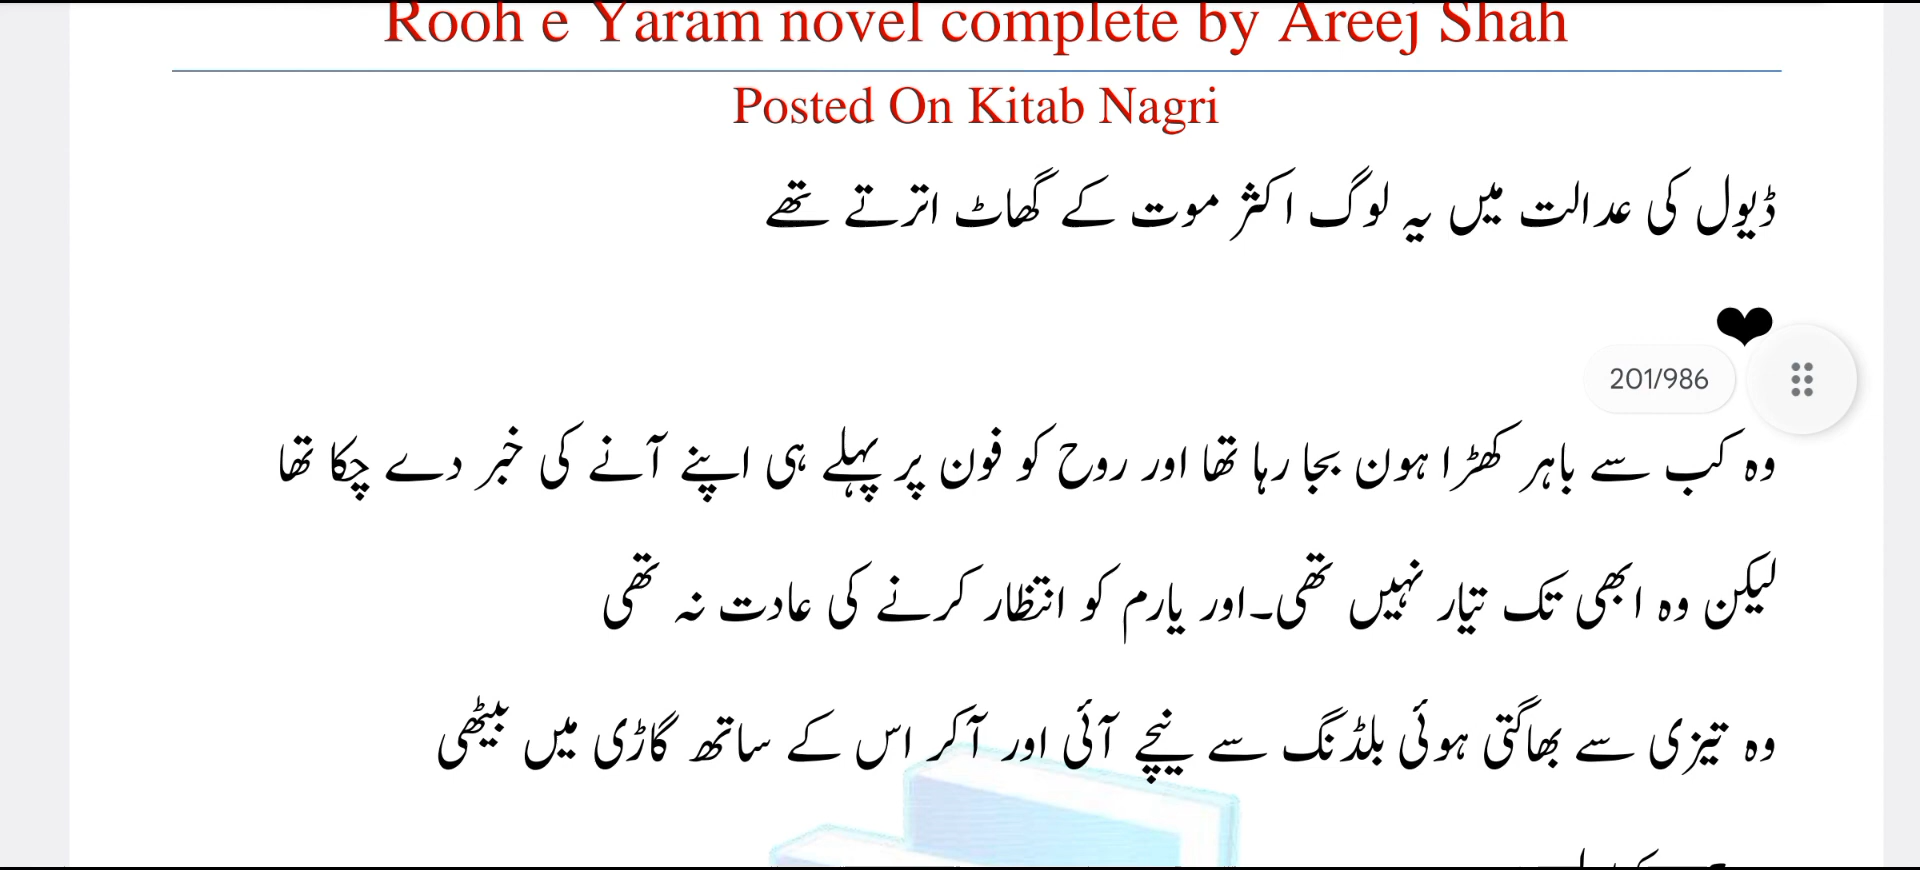 Rooh e Yaram novel complete by Areej Shah
Posted On Kitab Nagri
ڈیول کی عدالت میں یہ لوگ اکثر موت کے گھاٹ اترتے تھے
❤
201/986
وہ کب سے باہر کھڑا ہون بجا رہا تھا اور روح کو فون پر پہلے ہی اپنے آنے کی خبر دے چکا تھا
لیکن وہ ابھی تک تیار نہیں تھی۔اور یارم کو انتظار کرنے کی عادت نہ تھی
وہ تیزی سے بھاگتی ہوئی بلڈنگ سے نیچے آئی اور آکر اس کے ساتھ گاڑی میں بیٹھی